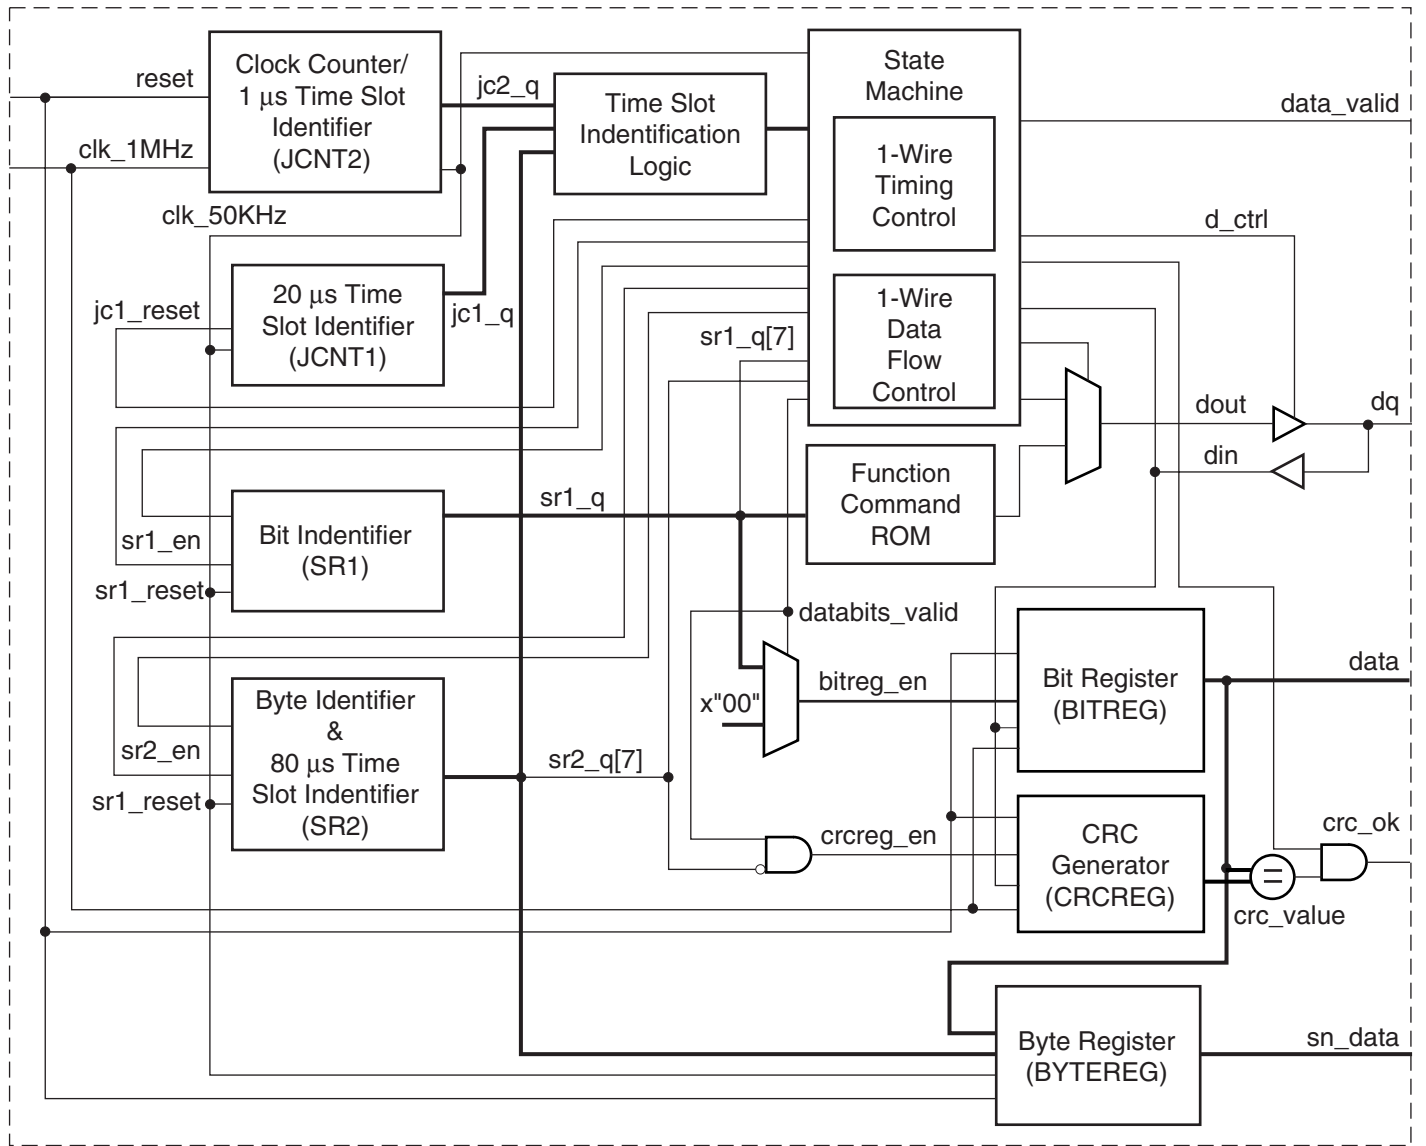 reset
clk_1MHz
Clock Counter/
1 µs Time Slot
Identifier
(JCNT2)
jc2_q
Time Slot
Indentification
Logic
State
Machine
1-Wire
Timing
Control
1-Wire
Data
Flow
Control
data_valid
d_ctrl
clk_50KHz
jc1_reset
20 µs Time
Slot Identifier
(JCNT1)
jc1_q
sr1_q[7]
dout
dq
din
Function
Command
ROM
sr1_q
Bit Indentifier
(SR1)
sr1_en
sr1_reset
databits_valid
x"00"
bitreg_en
Bit Register
(BITREG)
data
Byte Identifier
&
80 µs Time
Slot Indentifier
(SR2)
sr2_en
sr1_reset
sr2_q[7]
crcreg_en
CRC
Generator
(CRCREG)
=
crc_ok
crc_value
Byte Register
(BYTEREG)
sn_data